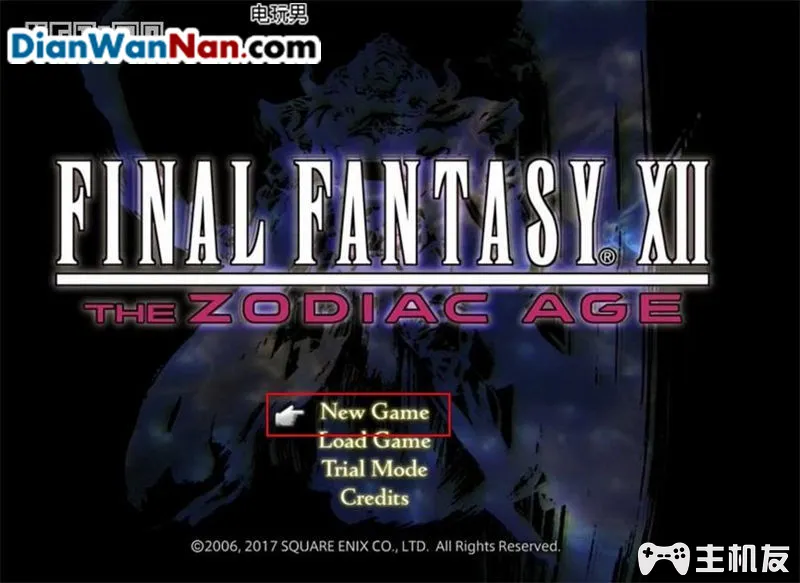 电玩男
DianWanNan.com
FINAL FANTASY® XII
THE ZODIAC AGE
New Game
Load Game
Trial Mode
Credits
©2006, 2017 SQUARE ENIX CO., LTD. All Rights Reserved.
主机友